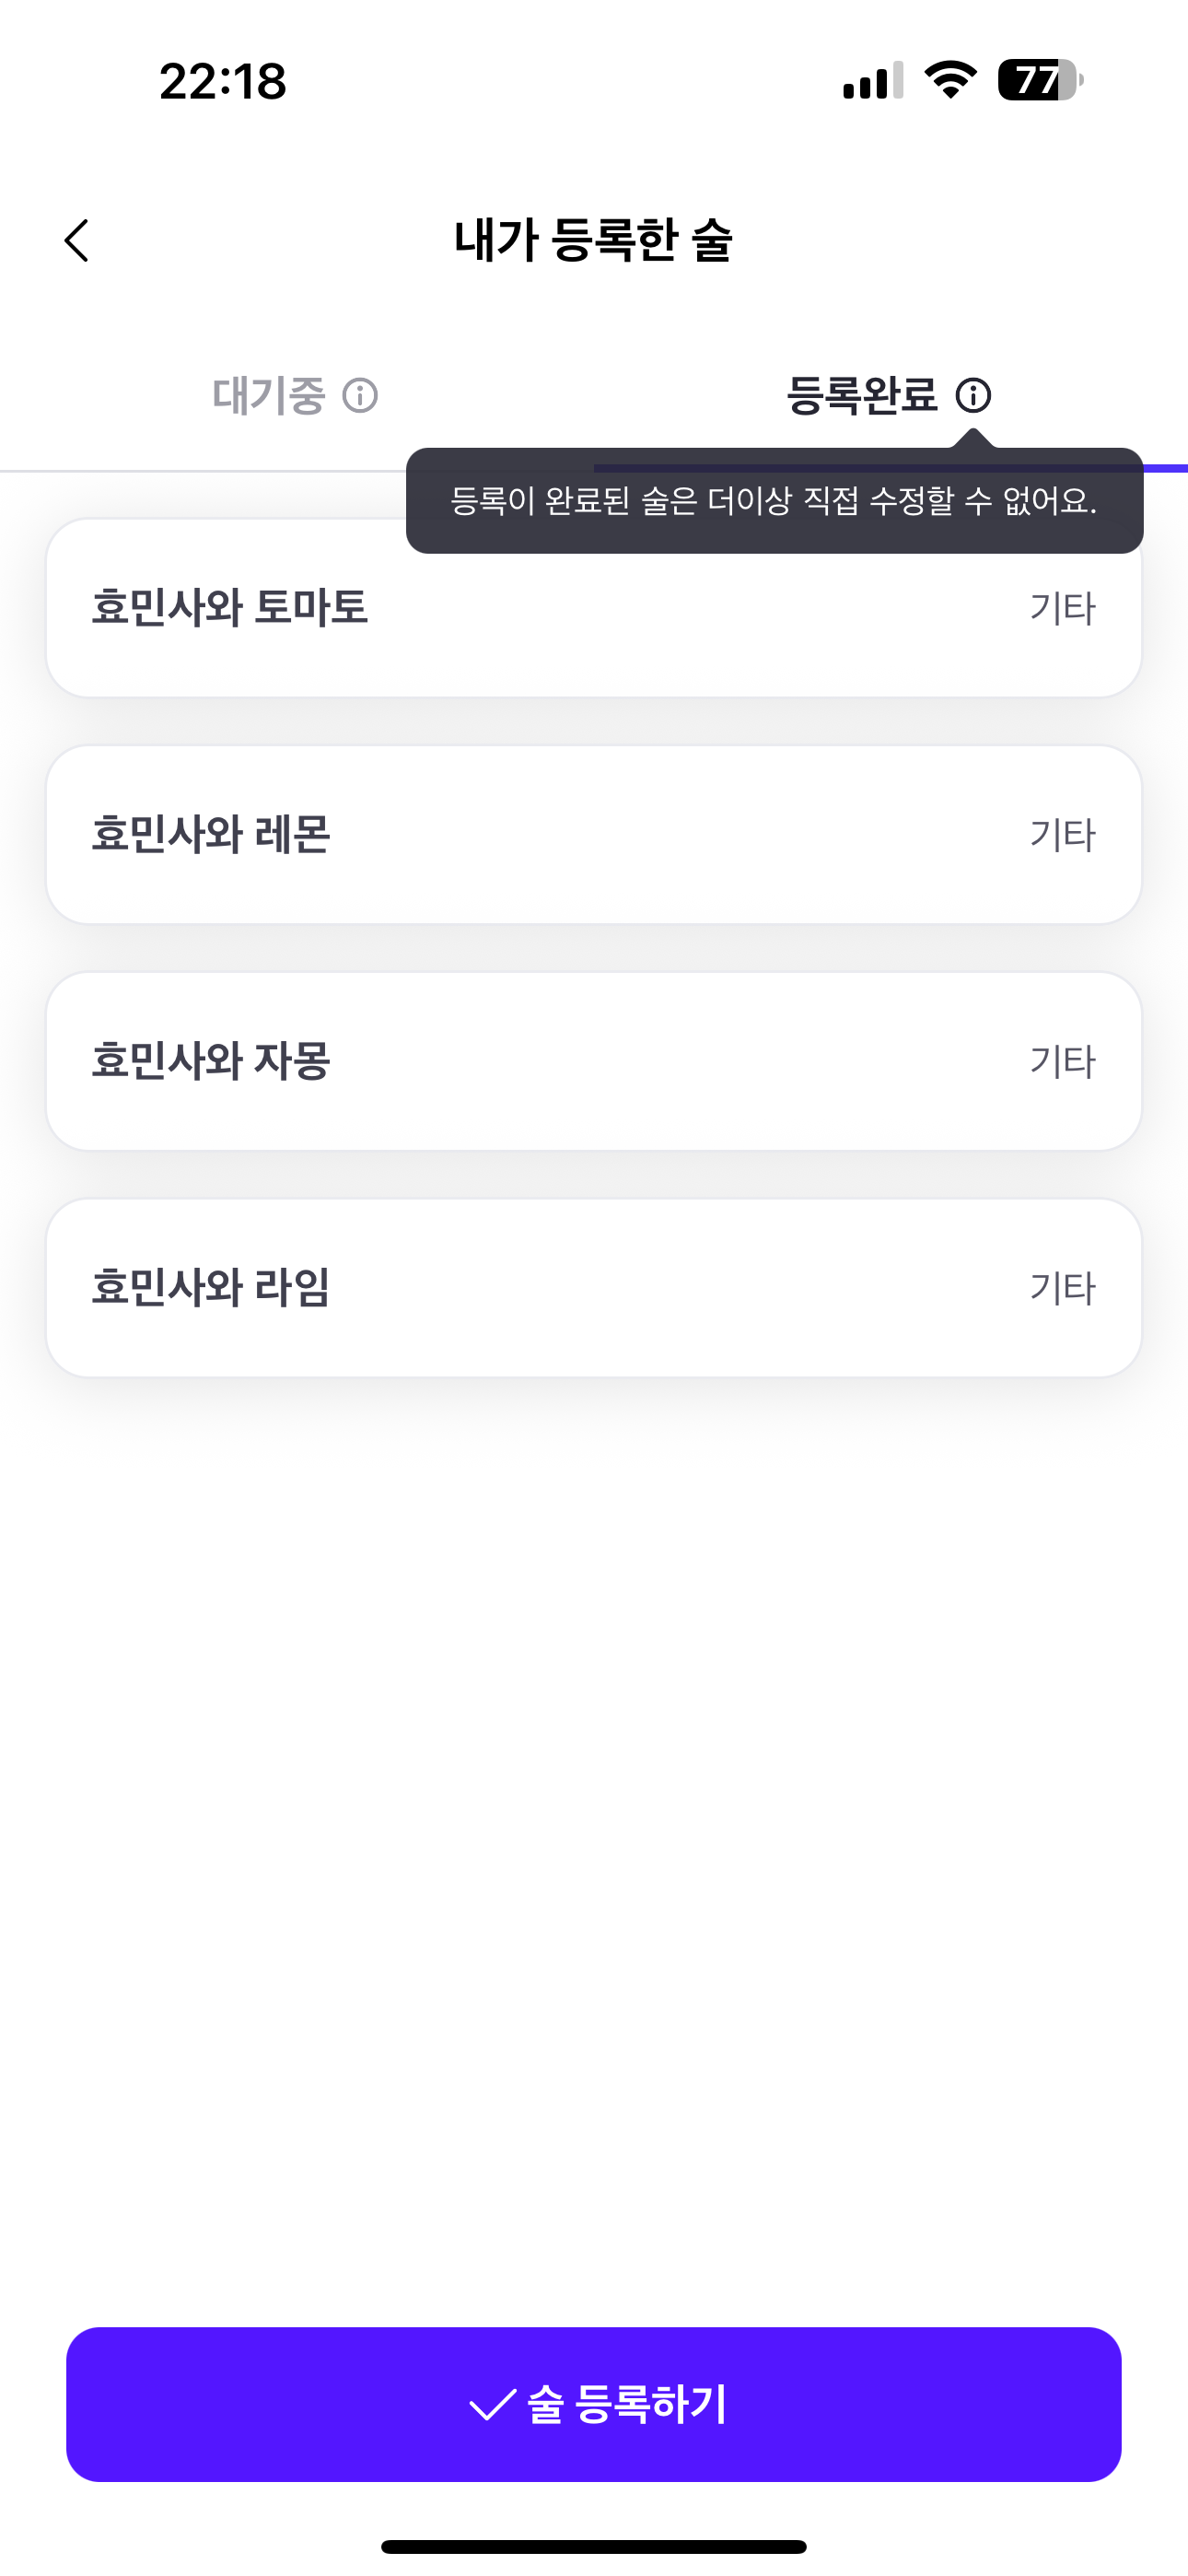 22:18
77
내가 등록한 술
대기중
등록완료
등록이 완료된 술은 더이상 직접 수정할 수 없어요.
효민사와 토마토
기타
효민사와 레몬
기타
효민사와 자몽
기타
효민사와 라임
기타
술 등록하기